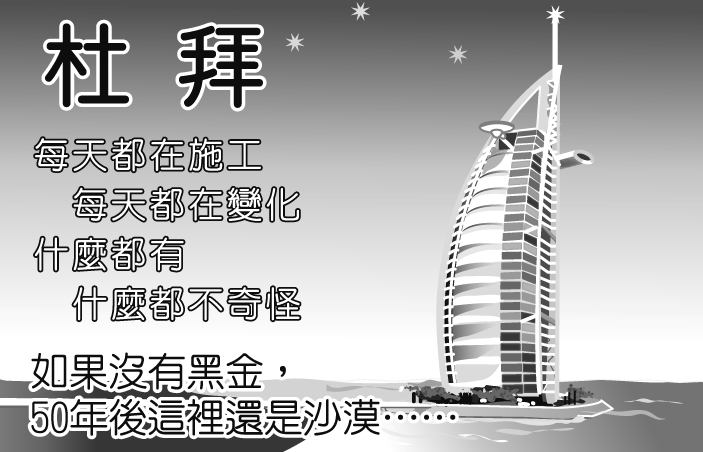 杜拜
每天都在施工
每天都在變化
什麼都有
什麼都不奇怪
如果沒有黑金，
50年後這裡還是沙漠⋯⋯